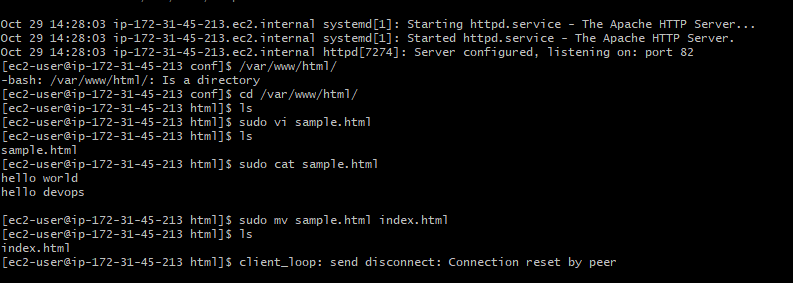 Oct 29 14:28:03 ip-172-31-45-213.ec2.internal systemd[1]: Starting httpd.service - The Apache HTTP Server...
Oct 29 14:28:03 ip-172-31-45-213.ec2.internal systemd[1]: Started httpd.service - The Apache HTTP Server.
Oct 29 14:28:03 ip-172-31-45-213.ec2.internal httpd[7274]: Server configured, listening on: port 82
[ec2-user@ip-172-31-45-213 conf]$ /var/www/html/
-bash: /var/www/html/: Is a directory
[ec2-user@ip-172-31-45-213 conf]$ cd /var/www/html/
[ec2-user@ip-172-31-45-213 html]$ ls
[ec2-user@ip-172-31-45-213 html]$ sudo vi sample.html
[ec2-user@ip-172-31-45-213 html]$ ls
sample.html
[ec2-user@ip-172-31-45-213 html]$ sudo cat sample.html
hello world
hello devops
[ec2-user@ip-172-31-45-213 html]$ sudo mv sample.html index.html
[ec2-user@ip-172-31-45-213 html]$ ls
index.html
[ec2-user@ip-172-31-45-213 html]$ client_loop: send disconnect: Connection reset by peer